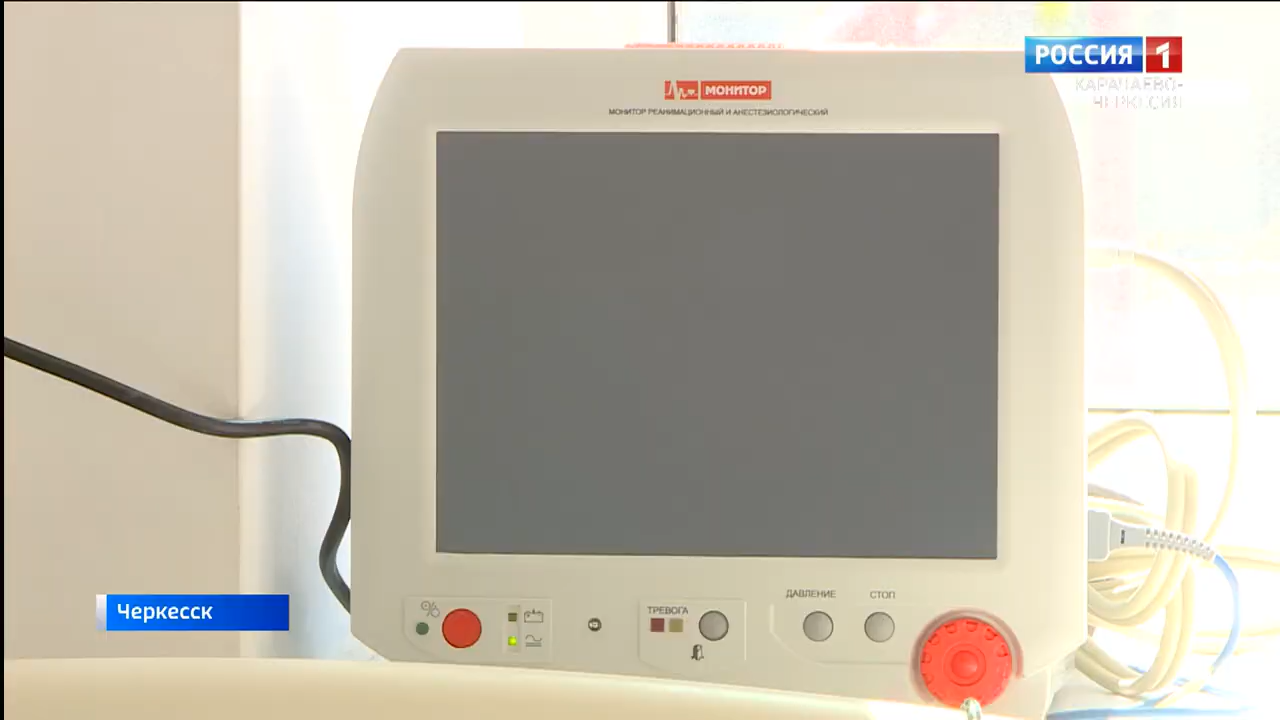 РОССИЯ 1
КАРАЧАЕВО-
ЧЕРКЕССИЯ
МОНИТОР
МОНИТОР РЕАНИМАЦИОННЫЙ И АНЕСТЕЗИОЛОГИЧЕСКИЙ
ДАВЛЕНИЕ СТОП
ТРЕВОГА
Черкесск